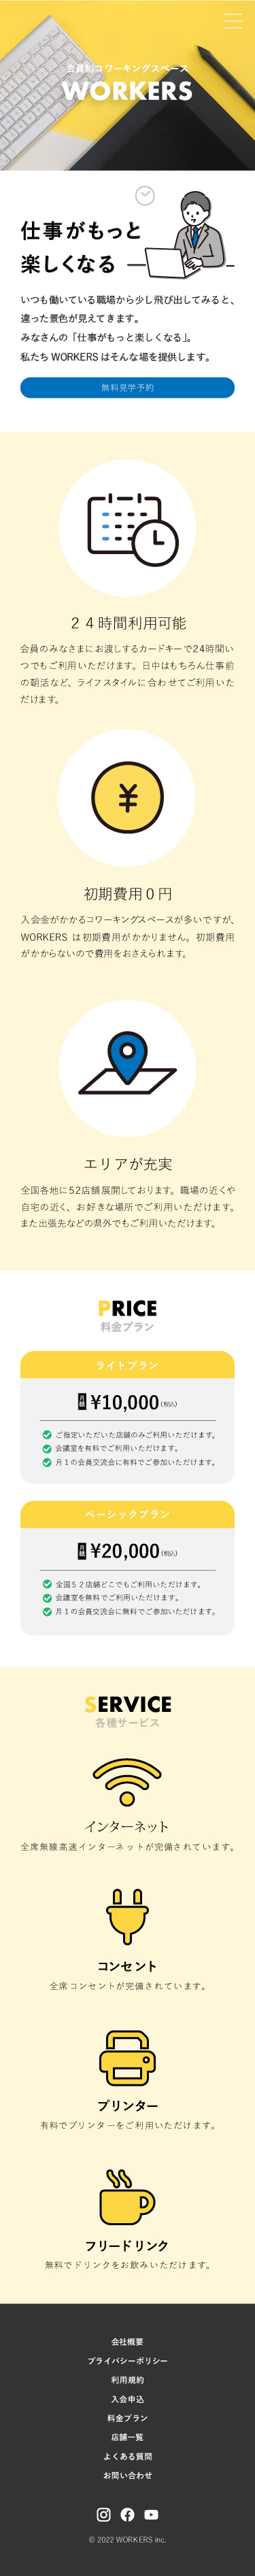 会員制コワーキングスペース
WORKERS
仕事がもっと
楽しくなる
いつも働いている職場から少し飛び出してみると、
違った景色が見えてきます。
みなさんの「仕事がもっと楽しくなる」。
私たち WORKERS はそんな場を提供します。
無料見学予約
２４時間利用可能
会員のみなさまにお渡しするカードキーで24時間い
つでもご利用いただけます。日中はもちろん仕事前
の朝活など、ライフスタイルに合わせてご利用いた
だけます。
¥
初期費用０円
入会金がかかるコワーキングスペースが多いですが、
WORKERS は初期費用がかかりません。初期費用
がかからないので費用をおさえられます。
エリアが充実
全国各地に52店舗展開しております。職場の近くや
自宅の近く、お好きな場所でご利用いただけます。
また出張先などの県外でもご利用いただけます。
PRICE
料金プラン
ライトプラン
月額 ¥10,000 (税込)
ご指定いただいた店舗のみご利用いただけます。
会議室を有料でご利用いただけます。
月１の会員交流会に有料でご参加いただけます。
ベーシックプラン
月額 ¥20,000 (税込)
全国５２店舗どこでもご利用いただけます。
会議室を無料でご利用いただけます。
月１の会員交流会に無料でご参加いただけます。
SERVICE
各種サービス
インターネット
全席無線高速インターネットが完備されています。
コンセント
全席コンセントが完備されています。
プリンター
有料でプリンターをご利用いただけます。
フリードリンク
無料でドリンクをお飲みいただけます。
会社概要
プライバシーポリシー
利用規約
入会申込
料金プラン
店舗一覧
よくある質問
お問い合わせ
© 2022 WORKERS inc.